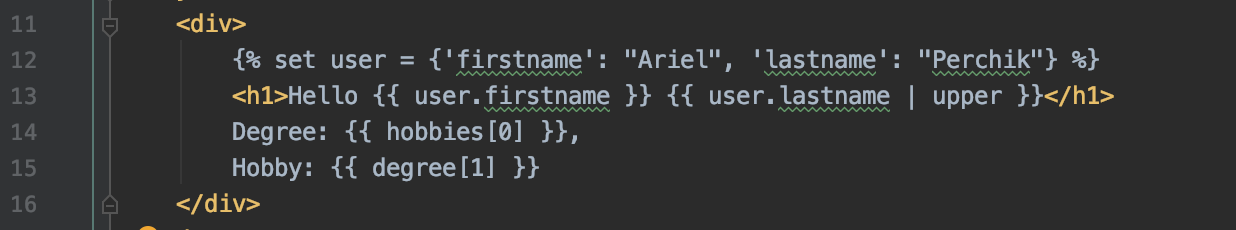 11 <div>
12 {% set user = {'firstname': "Ariel", 'lastname': "Perchik"} %}
13 <h1>Hello {{ user.firstname }} {{ user.lastname | upper }}</h1>
14 Degree: {{ hobbies[0] }},
15 Hobby: {{ degree[1] }}
16 </div>